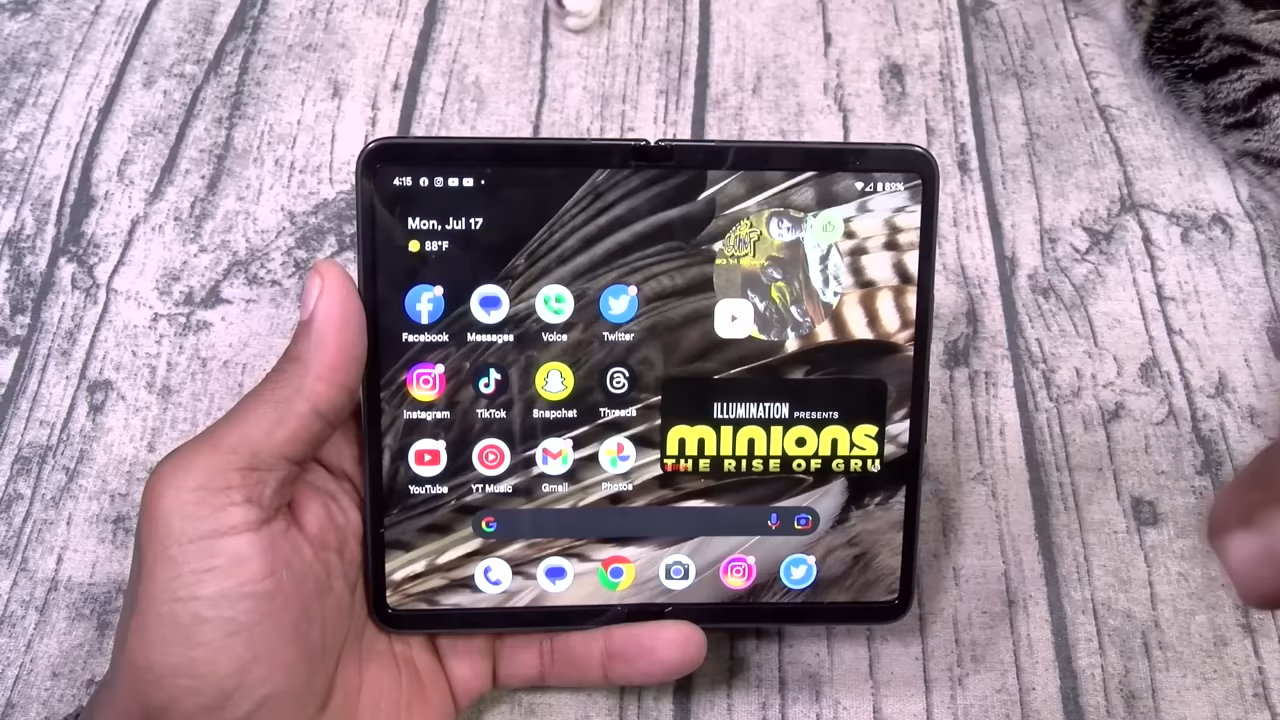 4:15
89%
Mon, Jul 17
88°F
Facebook Messages Voice Twitter
Instagram TikTok Snapchat Threads
ILLUMINATION PRESENTS
MINIONS
THE RISE OF GRU
YouTube YT Music Gmail Photos